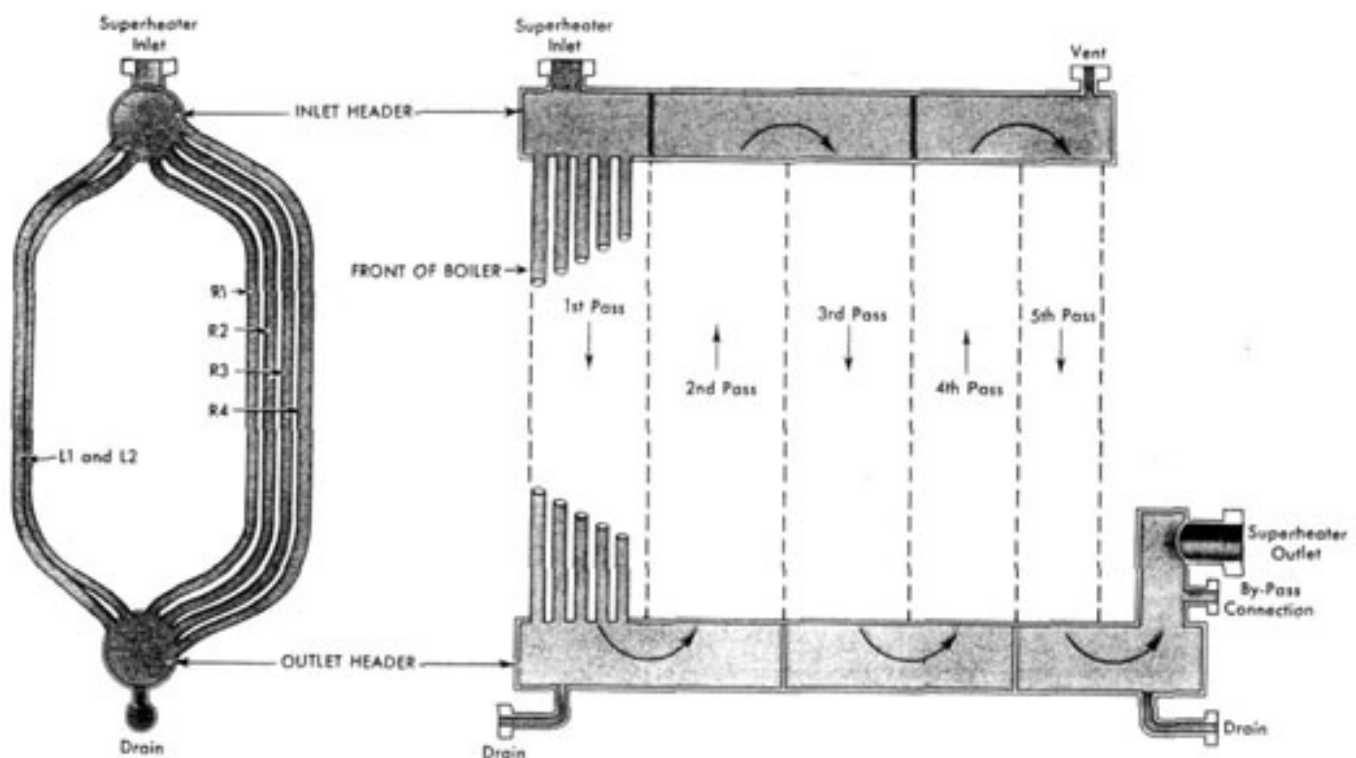 Superheater
Inlet
INLET HEADER
R1
R2
R3
R4
L1 and L2
OUTLET HEADER
Drain
Superheater
Inlet
Vent
FRONT OF BOILER
1st Pass
2nd Pass
3rd Pass
4th Pass
5th Pass
Superheater
Outlet
By-Pass
Connection
Drain
Drain